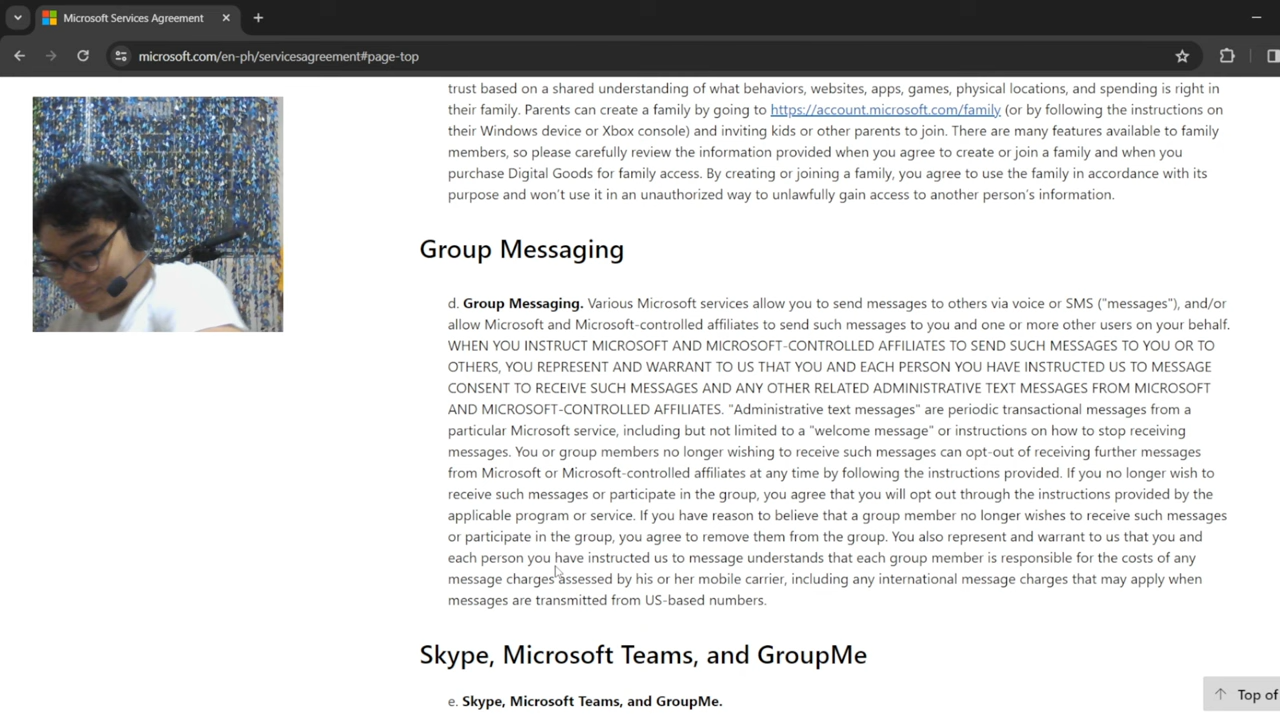 Microsoft Services Agreement
microsoft.com/en-ph/servicesagreement#page-top
trust based on a shared understanding of what behaviors, websites, apps, games, physical locations, and spending is right in
their family. Parents can create a family by going to https://account.microsoft.com/family (or by following the instructions on
their Windows device or Xbox console) and inviting kids or other parents to join. There are many features available to family
members, so please carefully review the information provided when you agree to create or join a family and when you
purchase Digital Goods for family access. By creating or joining a family, you agree to use the family in accordance with its
purpose and won’t use it in an unauthorized way to unlawfully gain access to another person’s information.
Group Messaging
d. Group Messaging. Various Microsoft services allow you to send messages to others via voice or SMS ("messages"), and/or
allow Microsoft and Microsoft-controlled affiliates to send such messages to you and one or more other users on your behalf.
WHEN YOU INSTRUCT MICROSOFT AND MICROSOFT-CONTROLLED AFFILIATES TO SEND SUCH MESSAGES TO YOU OR TO
OTHERS, YOU REPRESENT AND WARRANT TO US THAT YOU AND EACH PERSON YOU HAVE INSTRUCTED US TO MESSAGE
CONSENT TO RECEIVE SUCH MESSAGES AND ANY OTHER RELATED ADMINISTRATIVE TEXT MESSAGES FROM MICROSOFT
AND MICROSOFT-CONTROLLED AFFILIATES. "Administrative text messages" are periodic transactional messages from a
particular Microsoft service, including but not limited to a "welcome message" or instructions on how to stop receiving
messages. You or group members no longer wishing to receive such messages can opt-out of receiving further messages
from Microsoft or Microsoft-controlled affiliates at any time by following the instructions provided. If you no longer wish to
receive such messages or participate in the group, you agree that you will opt out through the instructions provided by the
applicable program or service. If you have reason to believe that a group member no longer wishes to receive such messages
or participate in the group, you agree to remove them from the group. You also represent and warrant to us that you and
each person you have instructed us to message understands that each group member is responsible for the costs of any
message charges assessed by his or her mobile carrier, including any international message charges that may apply when
messages are transmitted from US-based numbers.
Skype, Microsoft Teams, and GroupMe
Top of
e. Skype, Microsoft Teams, and GroupMe.